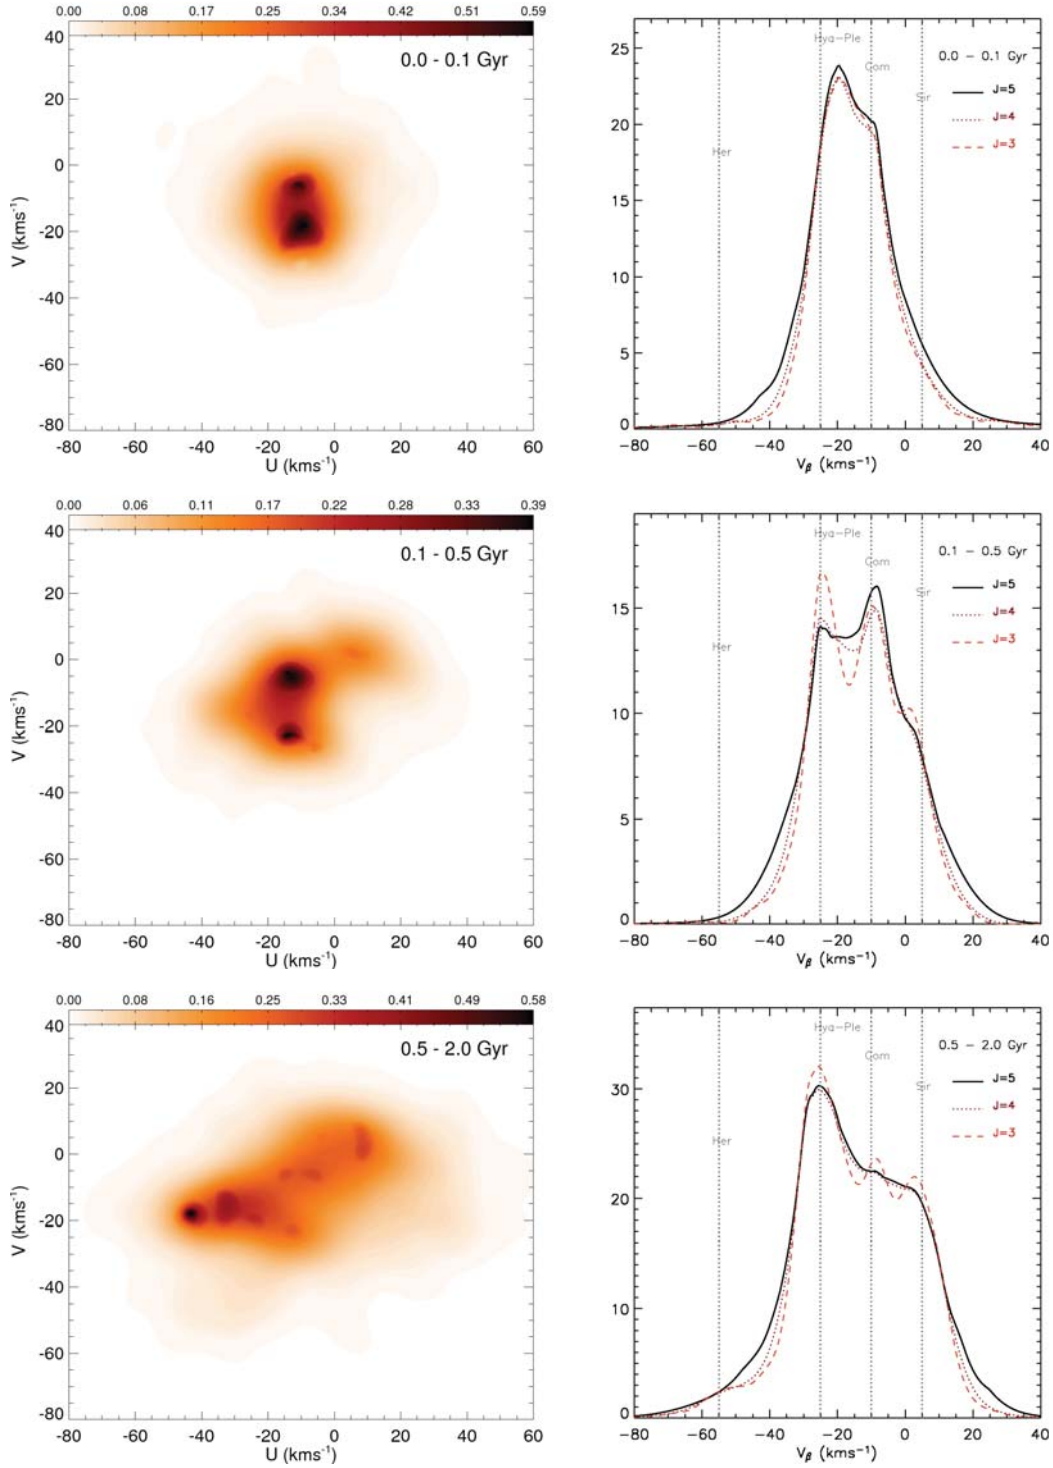 0.00 0.08 0.16 0.25 0.34 0.42 0.51 0.59
0.0 - 0.1 Gyr
40
20
0
-20
-40
-60
-80
V (kms⁻¹)
-80 -60 -40 -20 0 20 40 60
U (kms⁻¹)
Hya-Ple
Com
Sir
Her
0.0 - 0.1 Gyr
J=5
J=4
J=3
25
20
15
10
5
0
-80 -60 -40 -20 0 20 40
Vβ (kms⁻¹)
0.00 0.06 0.11 0.17 0.22 0.28 0.33 0.39
0.1 - 0.5 Gyr
40
20
0
-20
-40
-60
-80
V (kms⁻¹)
-80 -60 -40 -20 0 20 40 60
U (kms⁻¹)
Hya-Ple
Com
Sir
Her
0.1 - 0.5 Gyr
J=5
J=4
J=3
15
10
5
0
-80 -60 -40 -20 0 20 40
Vβ (kms⁻¹)
0.00 0.08 0.16 0.25 0.33 0.41 0.49 0.58
0.5 - 2.0 Gyr
40
20
0
-20
-40
-60
-80
V (kms⁻¹)
-80 -60 -40 -20 0 20 40 60
U (kms⁻¹)
Hya-Ple
Com
Sir
Her
0.5 - 2.0 Gyr
J=5
J=4
J=3
30
20
10
0
-80 -60 -40 -20 0 20 40
Vβ (kms⁻¹)